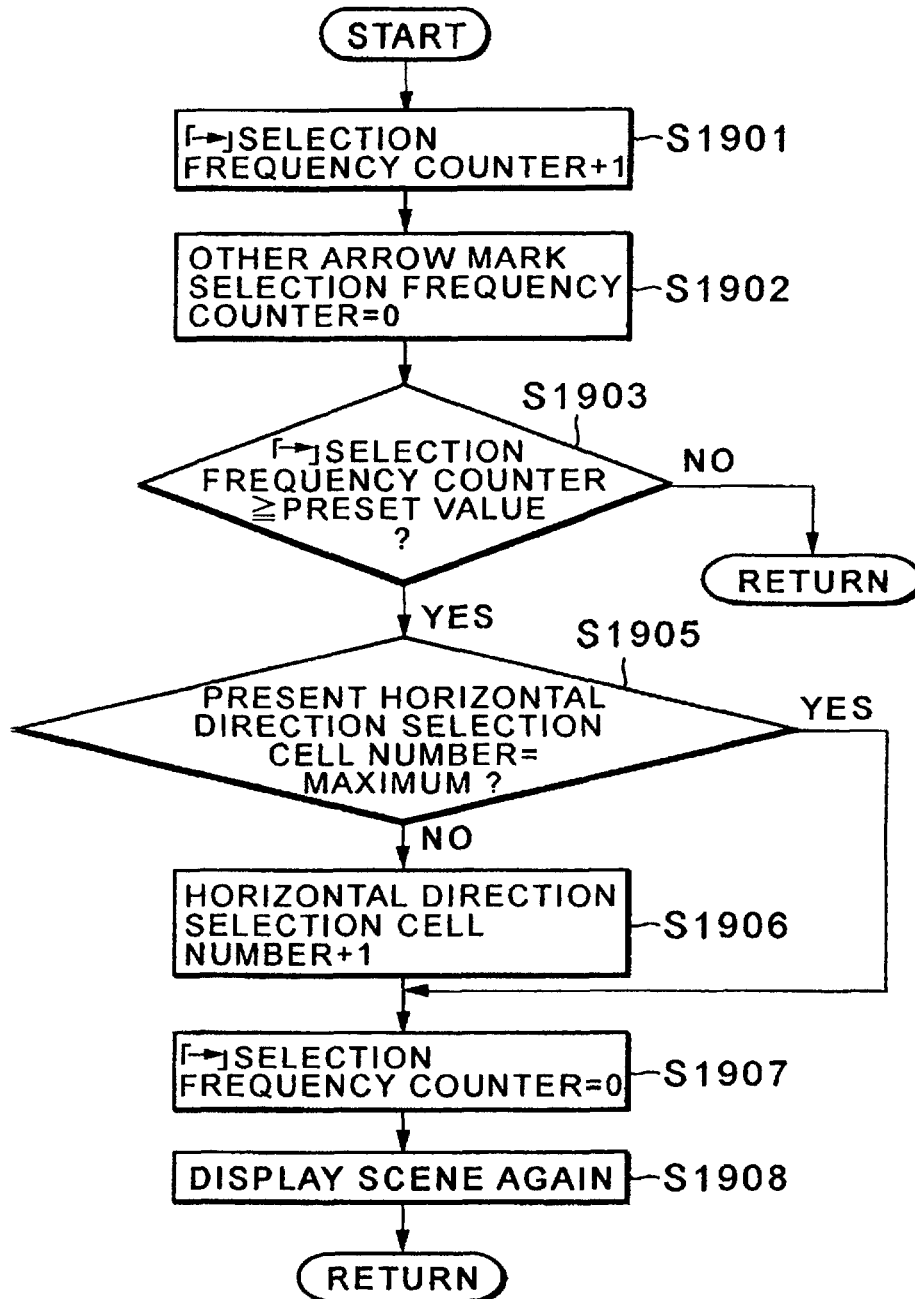 START
「→」SELECTION
FREQUENCY COUNTER+1
S1901
OTHER ARROW MARK
SELECTION FREQUENCY
COUNTER=0
S1902
S1903
「→」SELECTION
FREQUENCY COUNTER
≧PRESET VALUE
?
NO
RETURN
YES
S1905
PRESENT HORIZONTAL
DIRECTION SELECTION
CELL NUMBER=
MAXIMUM ?
YES
NO
HORIZONTAL DIRECTION
SELECTION CELL
NUMBER+1
S1906
「→」SELECTION
FREQUENCY COUNTER=0
S1907
DISPLAY SCENE AGAIN
S1908
RETURN